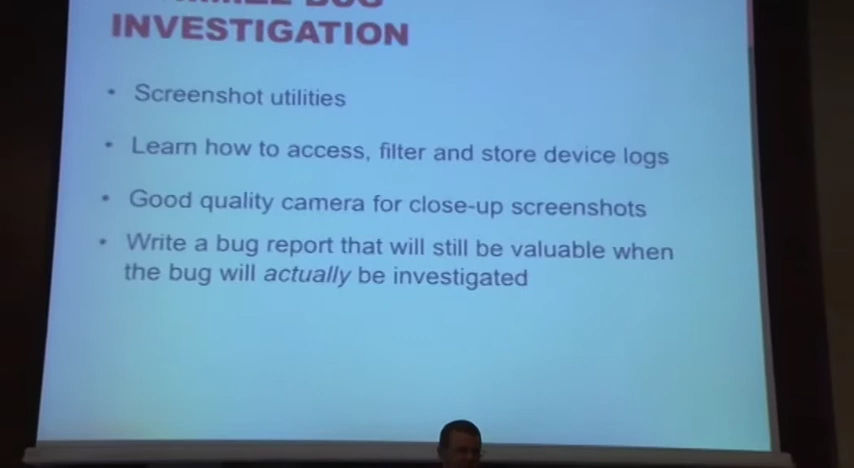 INVESTIGATION
• Screenshot utilities
• Learn how to access, filter and store device logs
• Good quality camera for close-up screenshots
• Write a bug report that will still be valuable when
the bug will actually be investigated